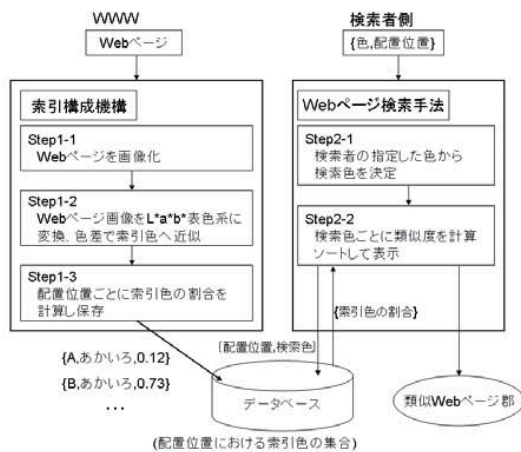 WWW
Webページ
索引構成機構
Step1-1
Webページを画像化
Step1-2
Webページ画像をL*a*b*表色系に
変換、色差で索引色へ近似
Step1-3
配置位置ごとに索引色の割合を
計算し保存
{A,あかいろ,0.12}
{B,あかいろ,0.73}
...
検索者側
{色,配置位置}
Webページ検索手法
Step2-1
検索者の指定した色から
検索色を決定
Step2-2
検索色ごとに類似度を計算
ソートして表示
{索引色の割合}
{配置位置,検索色}
データベース
類似Webページ郡
(配置位置における索引色の集合)